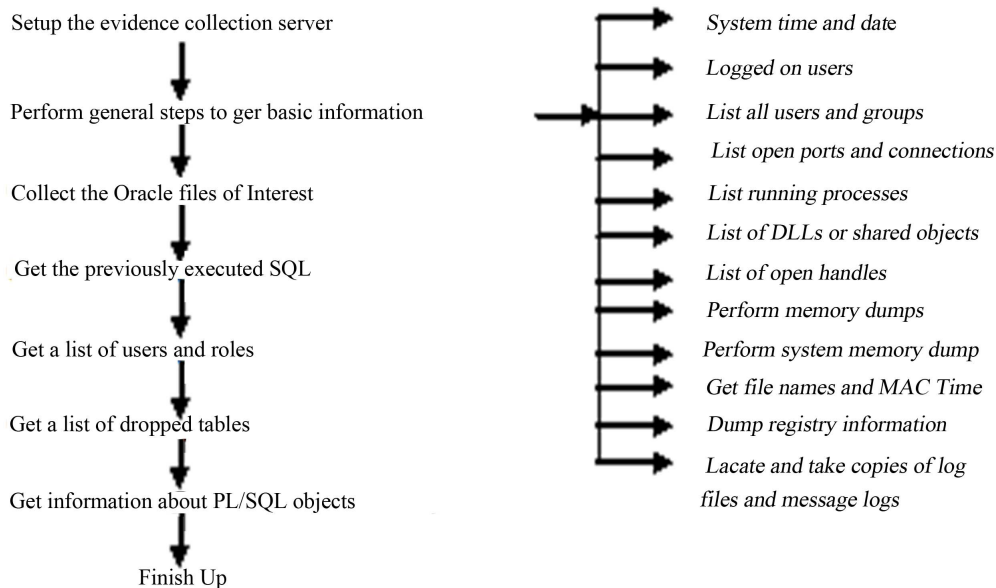 Setup the evidence collection server
Perform general steps to ger basic information
Collect the Oracle files of Interest
Get the previously executed SQL
Get a list of users and roles
Get a list of dropped tables
Get information about PL/SQL objects
Finish Up
System time and date
Logged on users
List all users and groups
List open ports and connections
List running processes
List of DLLs or shared objects
List of open handles
Perform memory dumps
Perform system memory dump
Get file names and MAC Time
Dump registry information
Lacate and take copies of log
files and message logs